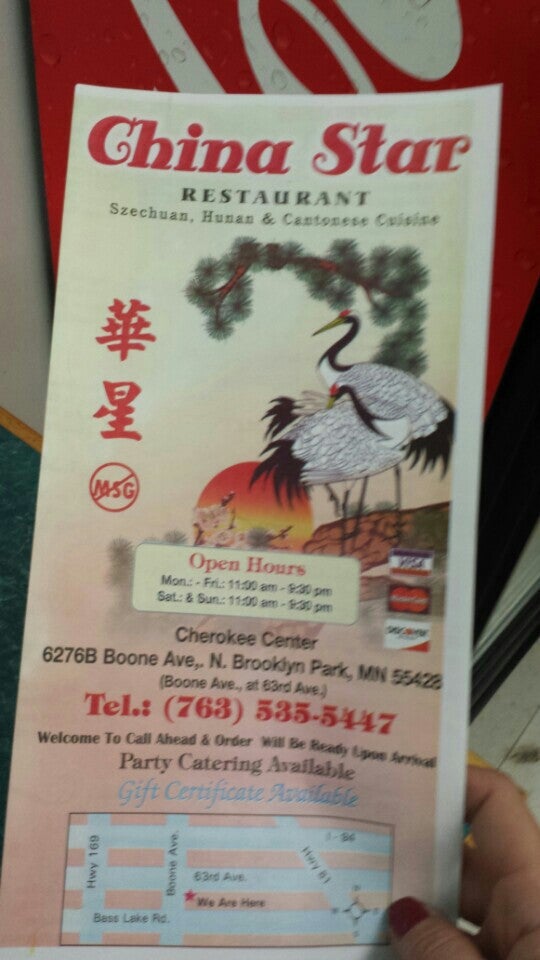 China Star
RESTAURANT
Szechuan, Hunan & Cantonese Cuisine
華
星
MSG
Open Hours
Mon.: - Fri.: 11:00 am - 9:30 pm
Sat.: & Sun.: 11:00 am - 9:30 pm
VISA
MasterCard
DISCOVER
Cherokee Center
6276B Boone Ave,. N. Brooklyn Park, MN 55428
(Boone Ave., at 63rd Ave.)
Tel.: (763) 535-5447
Welcome To Call Ahead & Order Will Be Ready Upon Arrival
Party Catering Available
Gift Certificate Available
Hwy 169
Boone Ave.
I - 94
Hwy 81
63rd Ave.
We Are Here
Bass Lake Rd.